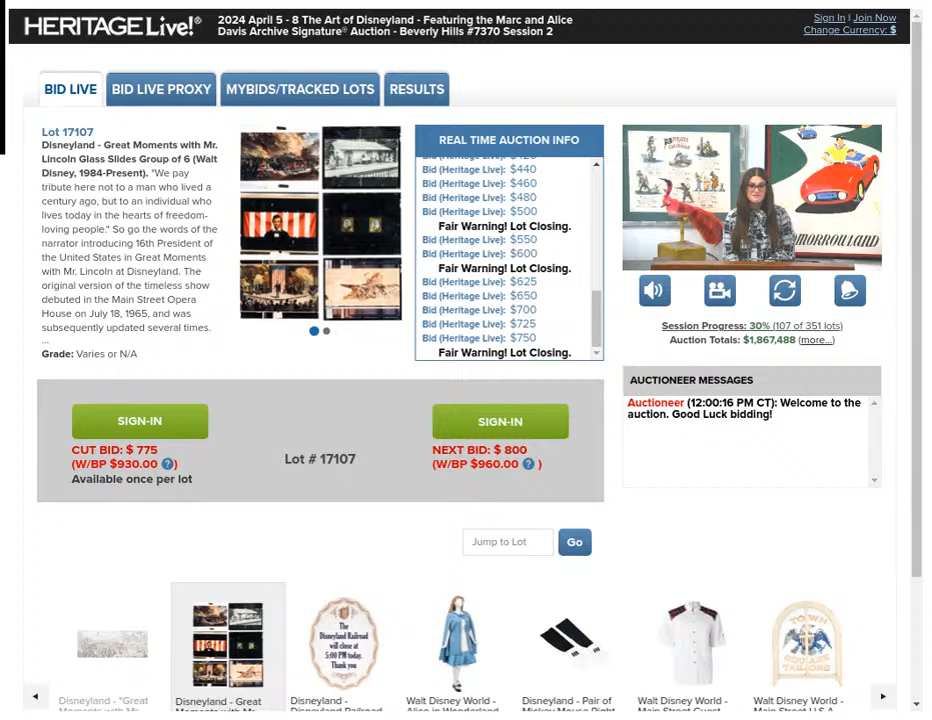 HERITAGE Live!®
2024 April 5 - 8 The Art of Disneyland - Featuring the Marc and Alice
Davis Archive Signature® Auction - Beverly Hills #7370 Session 2
Sign In | Join Now
Change Currency: $
BID LIVE
BID LIVE PROXY
MYBIDS/TRACKED LOTS
RESULTS
Lot 17107
Disneyland - Great Moments with Mr.
Lincoln Glass Slides Group of 6 (Walt
Disney, 1984-Present). "We pay
tribute here not to a man who lived a
century ago, but to an individual who
lives today in the hearts of freedom-
loving people." So go the words of the
narrator introducing 16th President of
the United States in Great Moments
with Mr. Lincoln at Disneyland. The
original version of the timeless show
debuted in the Main Street Opera
House on July 18, 1965, and was
subsequently updated several times.
...
Grade: Varies or N/A
REAL TIME AUCTION INFO
Bid (Heritage Live): $440
Bid (Heritage Live): $460
Bid (Heritage Live): $480
Bid (Heritage Live): $500
Fair Warning! Lot Closing.
Bid (Heritage Live): $550
Bid (Heritage Live): $600
Fair Warning! Lot Closing.
Bid (Heritage Live): $625
Bid (Heritage Live): $650
Bid (Heritage Live): $700
Bid (Heritage Live): $725
Bid (Heritage Live): $750
Fair Warning! Lot Closing.
Session Progress: 30% (107 of 351 lots)
Auction Totals: $1,867,488 (more...)
AUCTIONEER MESSAGES
Auctioneer (12:00:16 PM CT): Welcome to the
auction. Good Luck bidding!
SIGN-IN
CUT BID: $ 775
(W/BP $930.00 ?)
Available once per lot
Lot # 17107
SIGN-IN
NEXT BID: $ 800
(W/BP $960.00 ? )
Jump to Lot
Go
The
Disneyland Railroad
will close at
5:00 PM today.
Thank you
TOWN
SQUARE
TAILORS
Disneyland - "Great
Disneyland - Great
Disneyland -
Walt Disney World -
Disneyland - Pair of
Walt Disney World -
Walt Disney World -